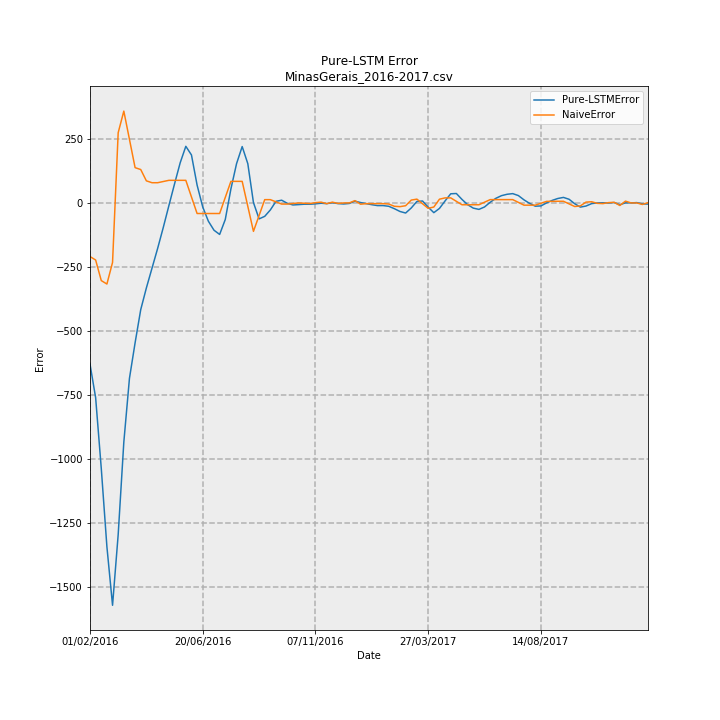 Pure-LSTM Error
MinasGerais_2016-2017.csv
Pure-LSTMError
NaiveError
250
0
−250
−500
−750
−1000
−1250
−1500
Error
01/02/2016
20/06/2016
07/11/2016
27/03/2017
14/08/2017
Date